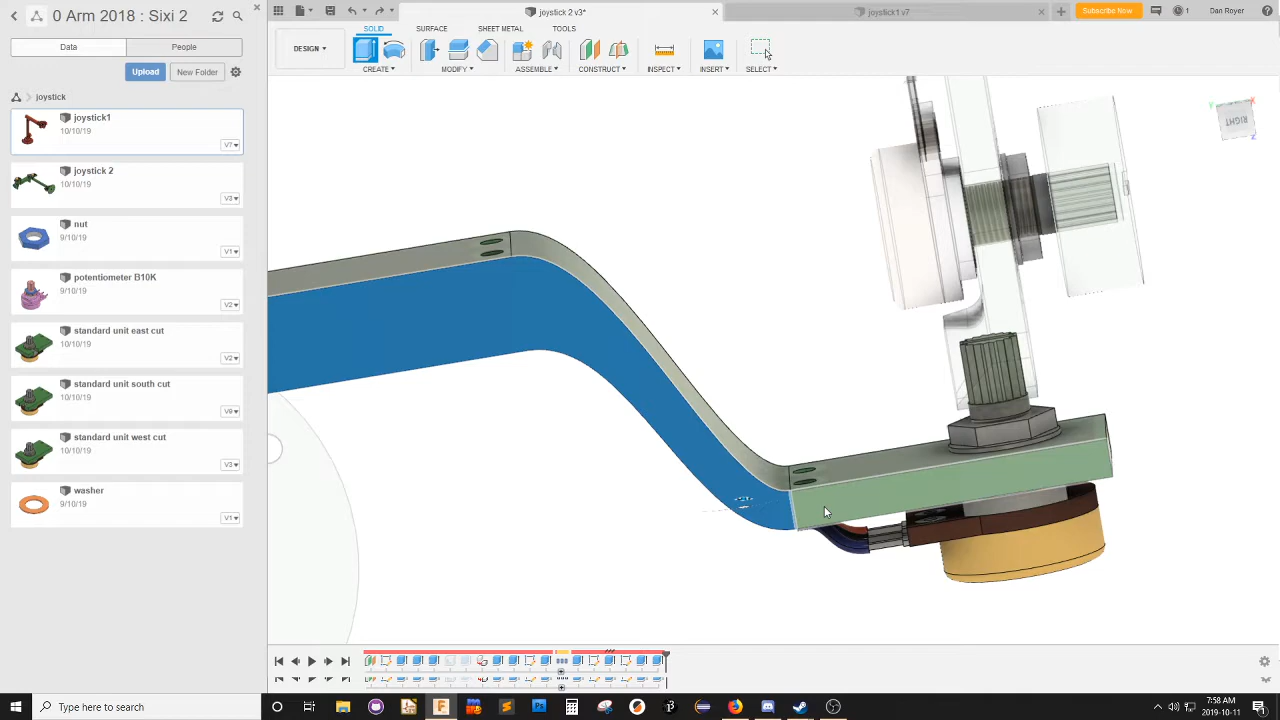 0 Arm 2018 : Sixi 2
joystick 2 v3*
joystick1 v7
Subscribe Now
1
Dan Royer
Data
People
DESIGN
SOLID
SURFACE
SHEET METAL
TOOLS
CREATE
MODIFY
ASSEMBLE
CONSTRUCT
INSPECT
INSERT
SELECT
Upload
New Folder
joystick
joystick1
10/10/19
V7
joystick 2
10/10/19
V3
nut
9/10/19
V1
potentiometer B10K
9/10/19
V2
standard unit east cut
10/10/19
V2
standard unit south cut
10/10/19
V9
standard unit west cut
10/10/19
V3
washer
9/10/19
V1
RIGHT
X
Y
Z
Type here to search
7:58 AM
2019-10-11